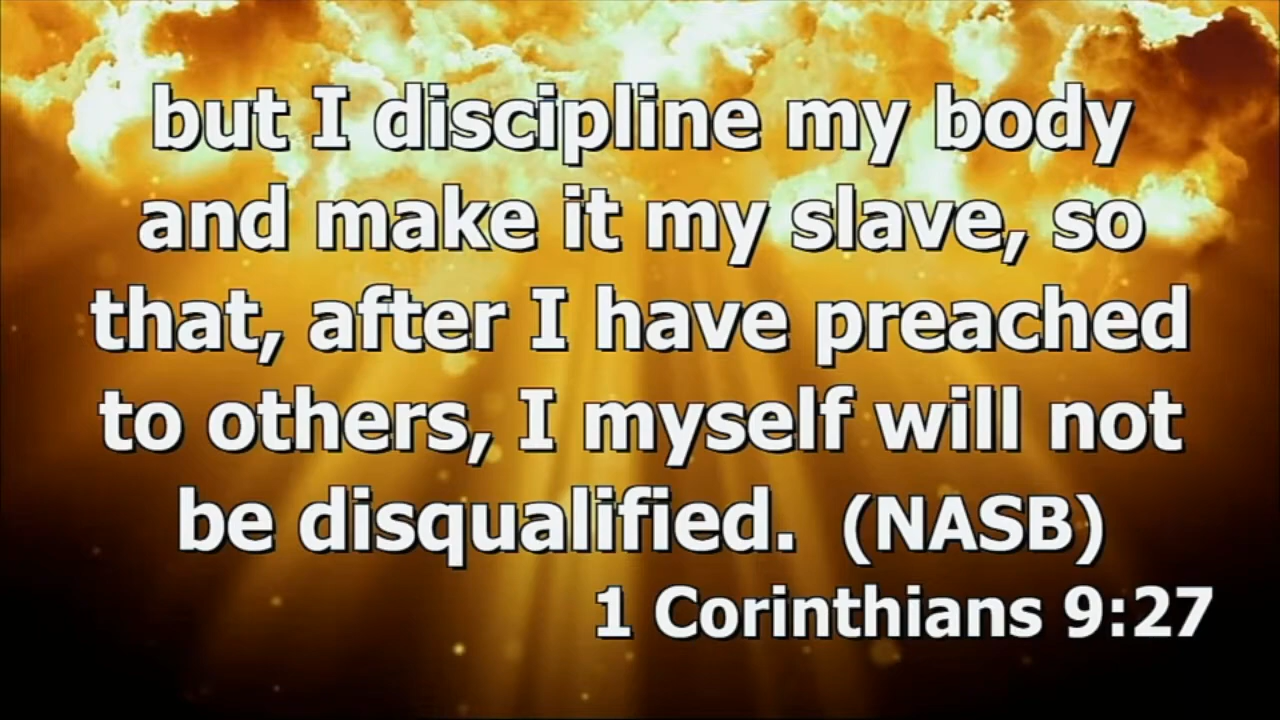 but I discipline my body
and make it my slave, so
that, after I have preached
to others, I myself will not
be disqualified.  (NASB)
1 Corinthians 9:27